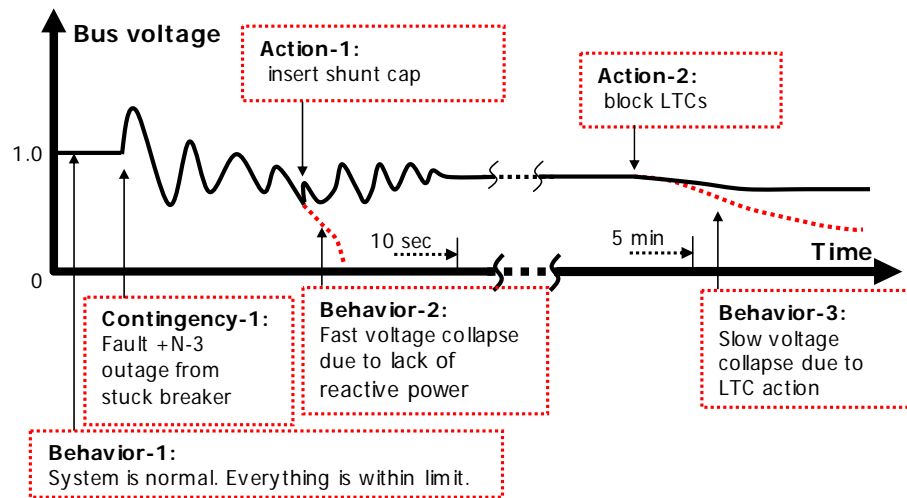 Bus voltage
Action-1:
insert shunt cap
Action-2:
block LTCs
1.0
10 sec
5 min
Time
0
Contingency-1:
Fault +N-3
outage from
stuck breaker
Behavior-2:
Fast voltage collapse
due to lack of
reactive power
Behavior-3:
Slow voltage
collapse due to
LTC action
Behavior-1:
System is normal. Everything is within limit.